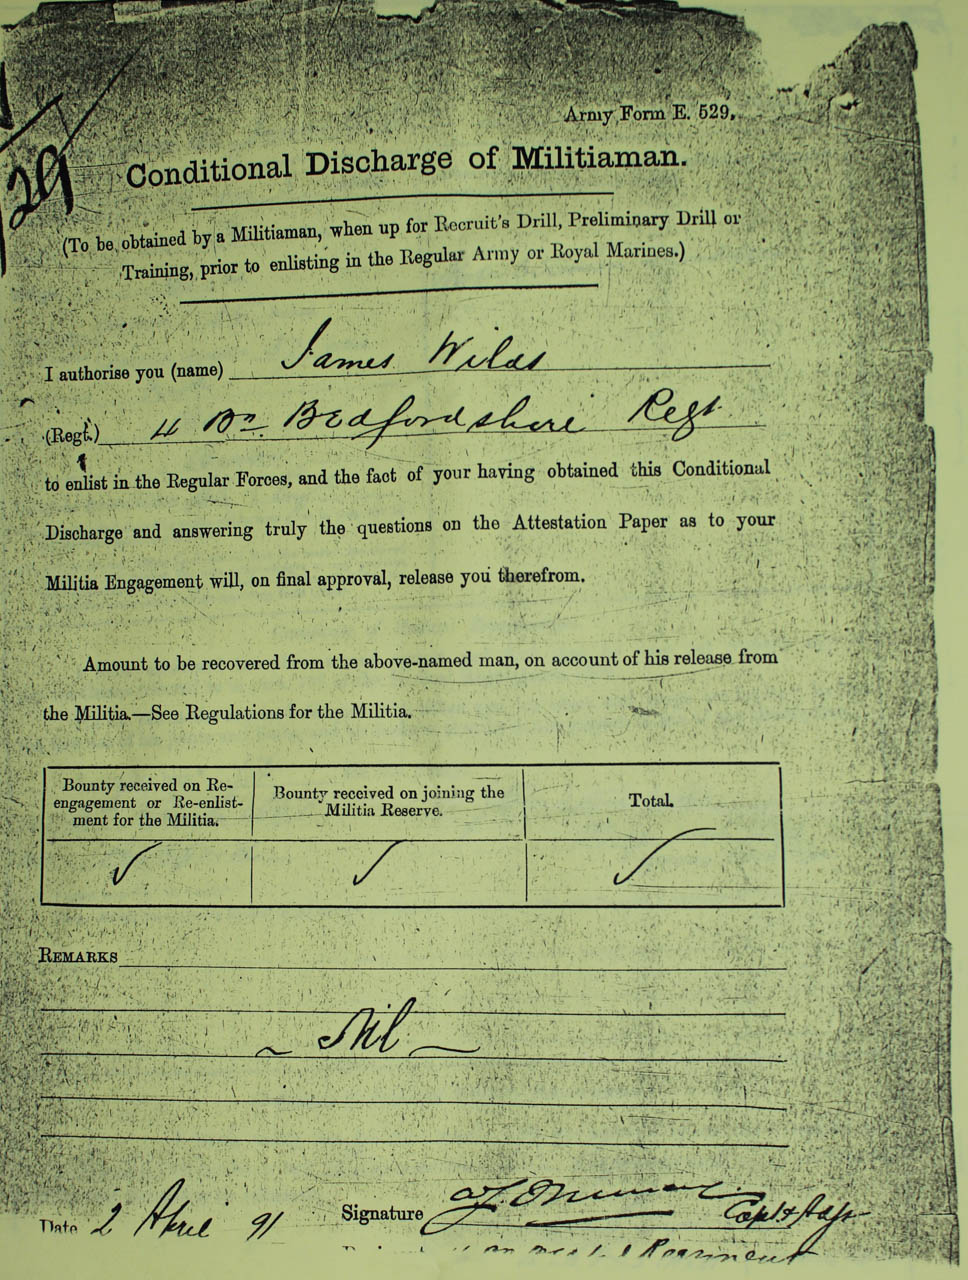 Army Form E. 529.
29
Conditional Discharge of Militiaman.
(To be obtained by a Militiaman, when up for Recruit's Drill, Preliminary Drill or
Training, prior to enlisting in the Regular Army or Royal Marines.)
I authorise you (name) James Wilds
(Regt.) 4 Bn Bedfordshire Regt
to enlist in the Regular Forces, and the fact of your having obtained this Conditional
Discharge and answering truly the questions on the Attestation Paper as to your
Militia Engagement will, on final approval, release you therefrom.
Amount to be recovered from the above-named man, on account of his release from
the Militia.—See Regulations for the Militia.
Bounty received on Re-
engagement or Re-enlist-
ment for the Militia.
Bounty received on joining the
Militia Reserve.
Total.
REMARKS
Nil
Date 2 April 91
Signature Capt & Adjt
Regiment